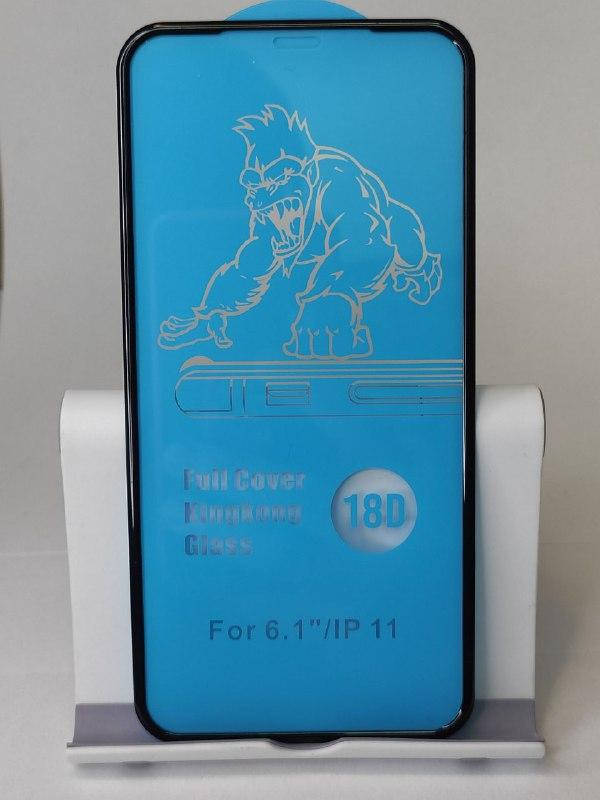 Full Cover
Kingkong
Glass
18D
For 6.1"/IP 11